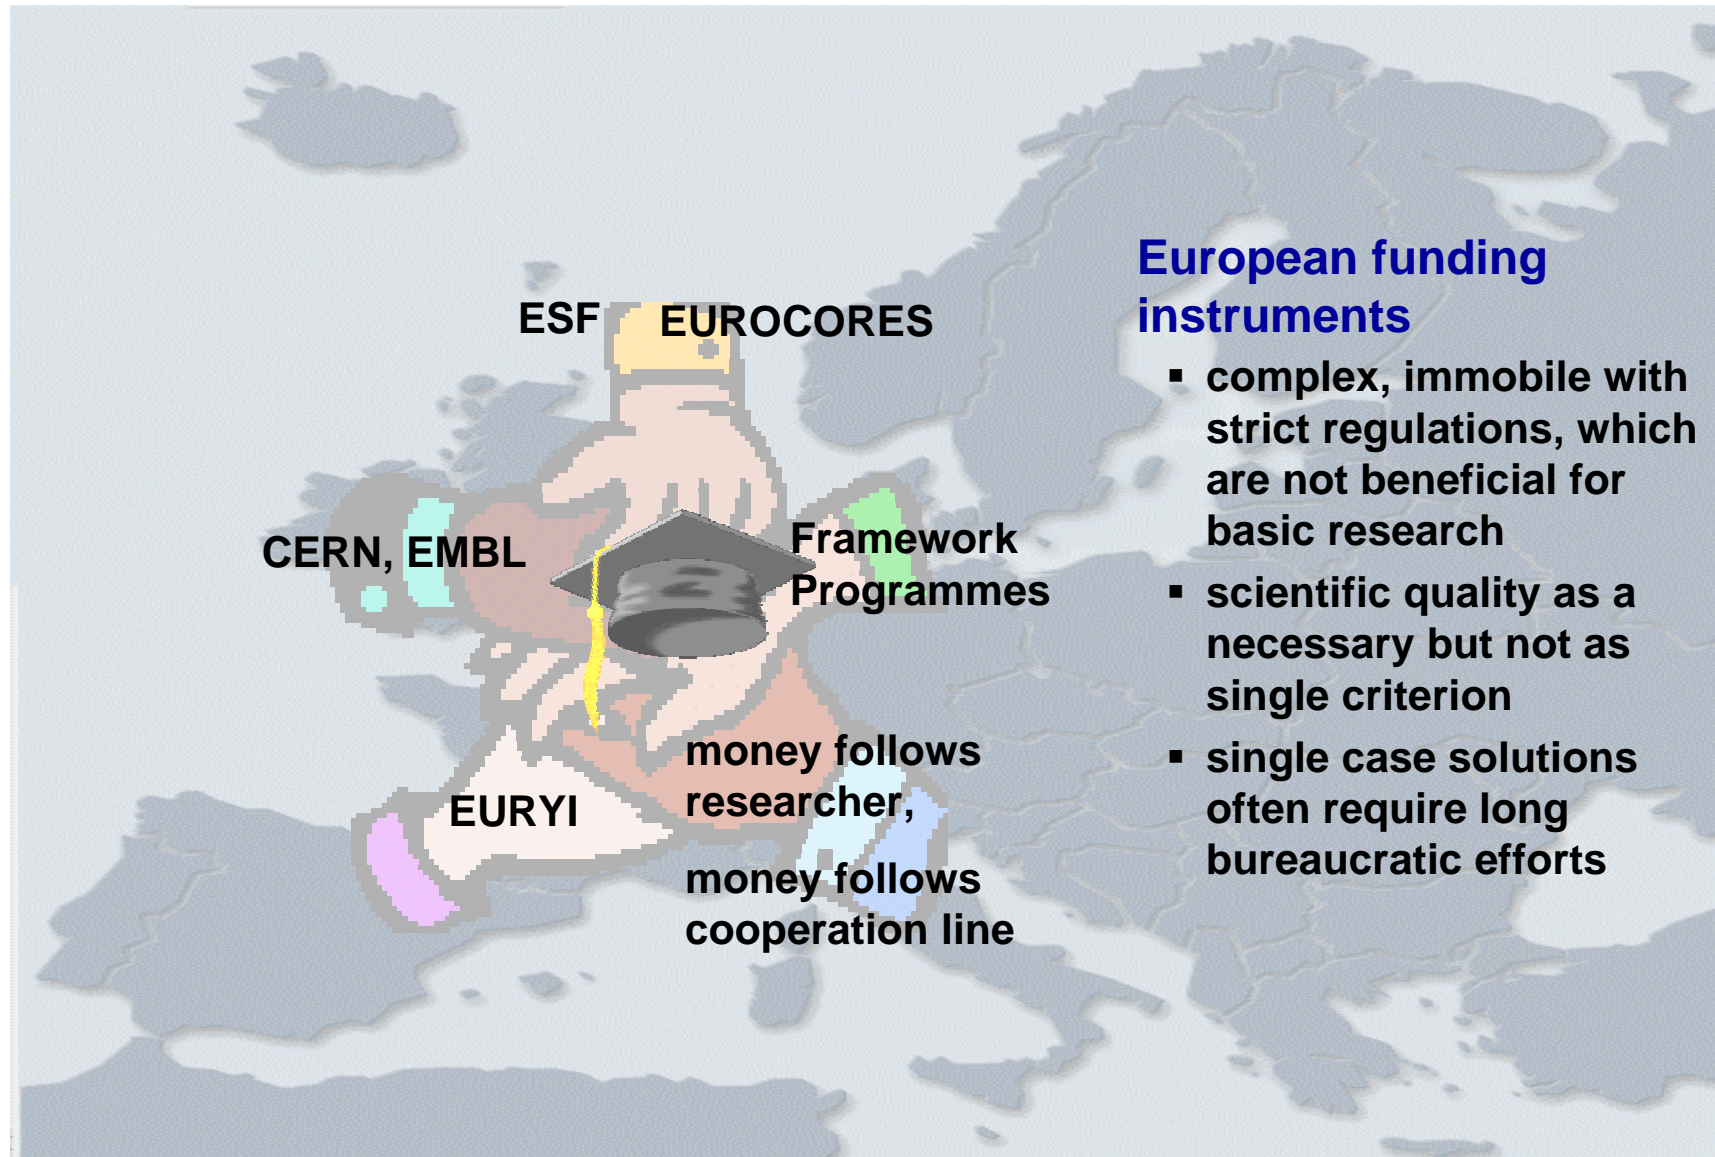 ESF EUROCORES
CERN, EMBL
Framework
Programmes
EURYI
money follows
researcher,
money follows
cooperation line
European funding
instruments
▪ complex, immobile with
strict regulations, which
are not beneficial for
basic research
▪ scientific quality as a
necessary but not as
single criterion
▪ single case solutions
often require long
bureaucratic efforts